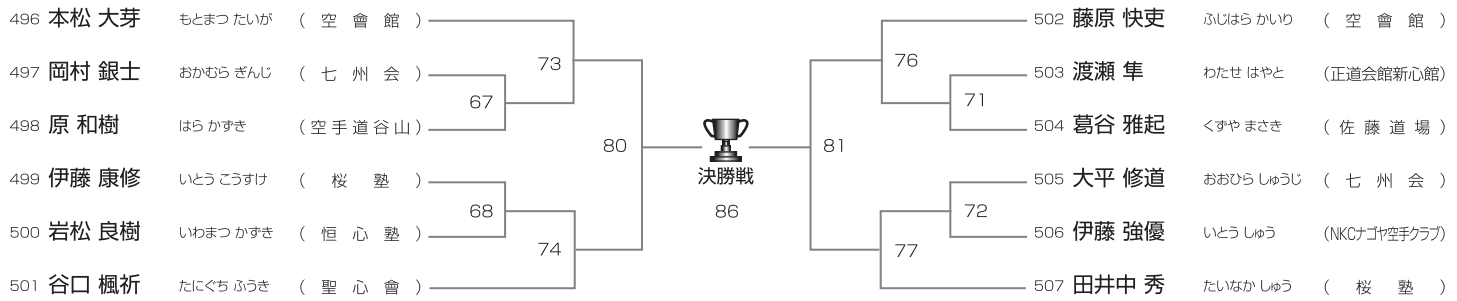 496 本松 大芽 もとまつ たいが （空會館）
497 岡村 銀士 おかむら ぎんじ （七州会）
498 原 和樹 はら かずき （空手道谷山）
499 伊藤 康修 いとう こうすけ （桜塾）
500 岩松 良樹 いわまつ かずき （恒心塾）
501 谷口 楓祈 たにぐち ふうき （聖心會）
73
67
80
68
74
決勝戦
86
502 藤原 快吏 ふじはら かいり （空會館）
503 渡瀬 隼 わたせ はやと （正道会館新心館）
504 葛谷 雅起 くずや まさき （佐藤道場）
505 大平 修道 おおひら しゅうじ （七州会）
506 伊藤 強優 いとう しゅう （NKCナゴヤ空手クラブ）
507 田井中 秀 たいなか しゅう （桜塾）
76
71
81
72
77